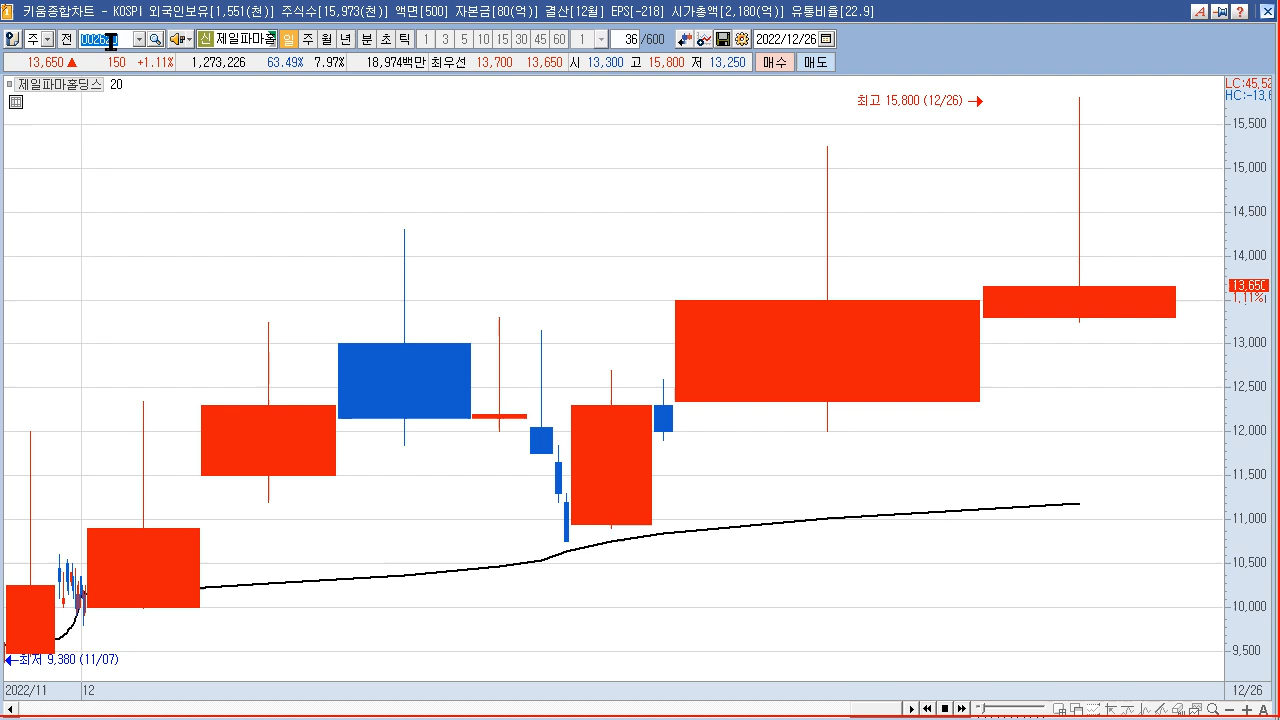 키움종합차트 - KOSPI 외국인보유[1,551(천)] 주식수[15,973(천)] 액면[500] 자본금[80(억)] 결산[12월] EPS[-218] 시가총액[2,180(억)] 유통비율[22.9]
주 전 신 제일파마홀 일 주 월 년 분 초 틱 1 3 5 10 15 30 45 60 1 36 /600 2022/12/26
13,650 ▲ 150 +1.11% 1,273,226 63.49% 7.97% 18,974백만 최우선 13,700 13,650 시 13,300 고 15,800 저 13,250 매수 매도
제일파마홀딩스 20
LC:45,52
HC:-13,6
최고 15,800 (12/26) →
15,500
15,000
14,500
14,000
13,650
1.11%
13,000
12,500
12,000
11,500
11,000
10,500
10,000
9,500
←최저 9,380 (11/07)
2022/11 12 12/26
A